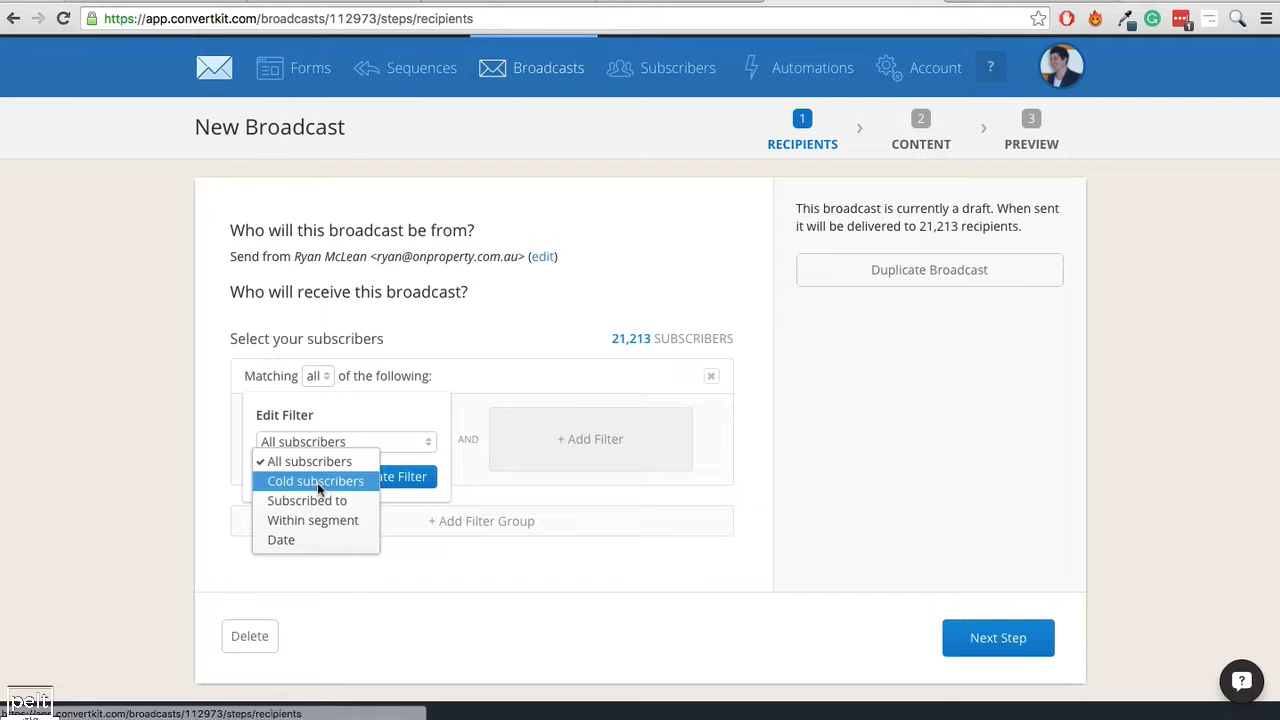 https://app.convertkit.com/broadcasts/112973/steps/recipients
1
Forms
Sequences
Broadcasts
Subscribers
Automations
Account
?
New Broadcast
1
RECIPIENTS
2
CONTENT
3
PREVIEW
Who will this broadcast be from?
Send from Ryan McLean <ryan@onproperty.com.au> (edit)
Who will receive this broadcast?
Select your subscribers
21,213 SUBSCRIBERS
Matching all of the following:
Edit Filter
All subscribers
✓ All subscribers
Cold subscribers
Subscribed to
Within segment
Date
Filter
AND
+ Add Filter
+ Add Filter Group
This broadcast is currently a draft. When sent
it will be delivered to 21,213 recipients.
Duplicate Broadcast
Delete
Next Step
pelt
https://app.convertkit.com/broadcasts/112973/steps/recipients